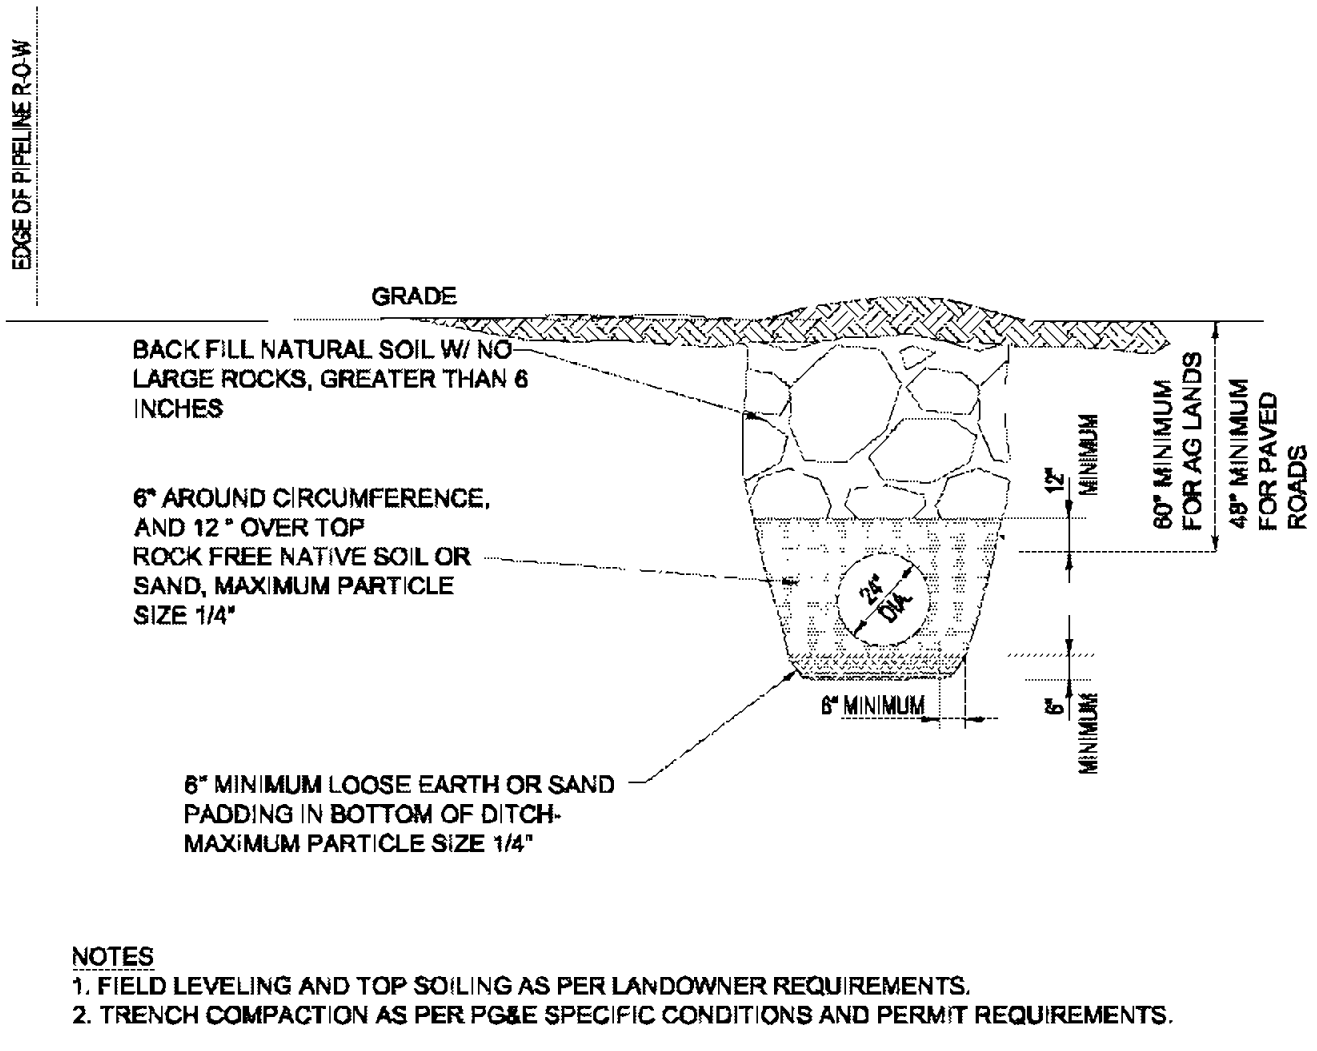 EDGE OF PIPELINE R-O-W
GRADE
BACK FILL NATURAL SOIL W/ NO
LARGE ROCKS, GREATER THAN 6
INCHES
6" AROUND CIRCUMFERENCE,
AND 12 " OVER TOP
ROCK FREE NATIVE SOIL OR
SAND, MAXIMUM PARTICLE
SIZE 1/4"
24"
DIA.
12"
MINIMUM
60" MINIMUM
FOR AG LANDS
48" MINIMUM
FOR PAVED
ROADS
6" MINIMUM
6"
MINIMUM
6" MINIMUM LOOSE EARTH OR SAND
PADDING IN BOTTOM OF DITCH-
MAXIMUM PARTICLE SIZE 1/4"
NOTES
1. FIELD LEVELING AND TOP SOILING AS PER LANDOWNER REQUIREMENTS.
2. TRENCH COMPACTION AS PER PG&E SPECIFIC CONDITIONS AND PERMIT REQUIREMENTS.